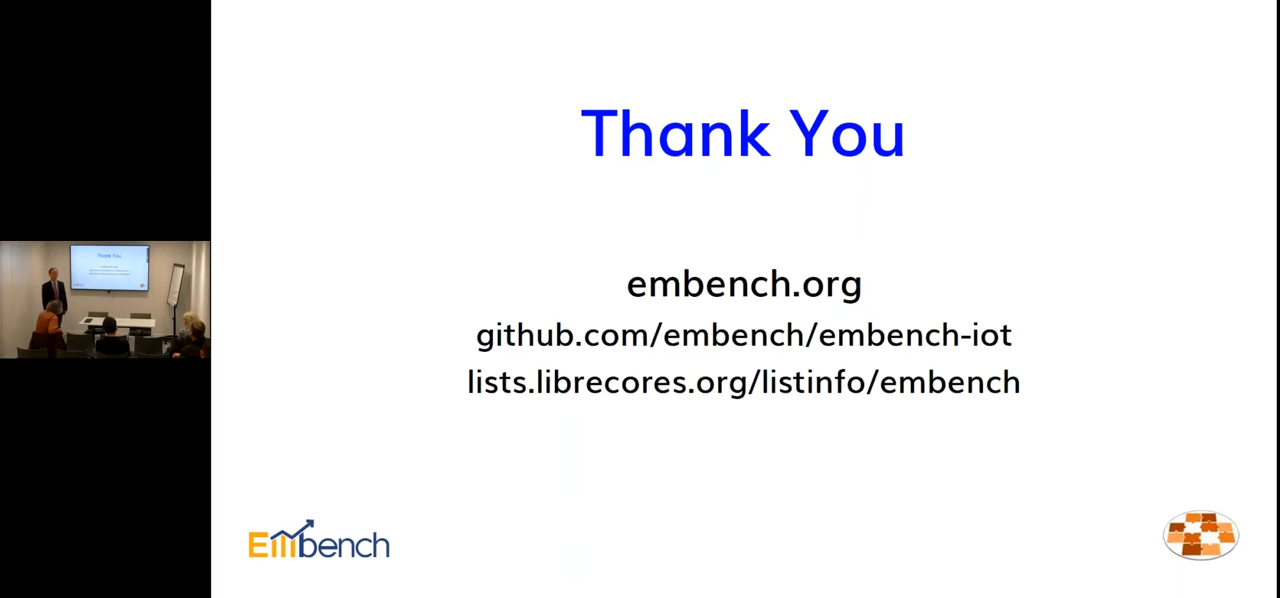 Thank You
embench.org
github.com/embench/embench-iot
lists.librecores.org/listinfo/embench
Embench